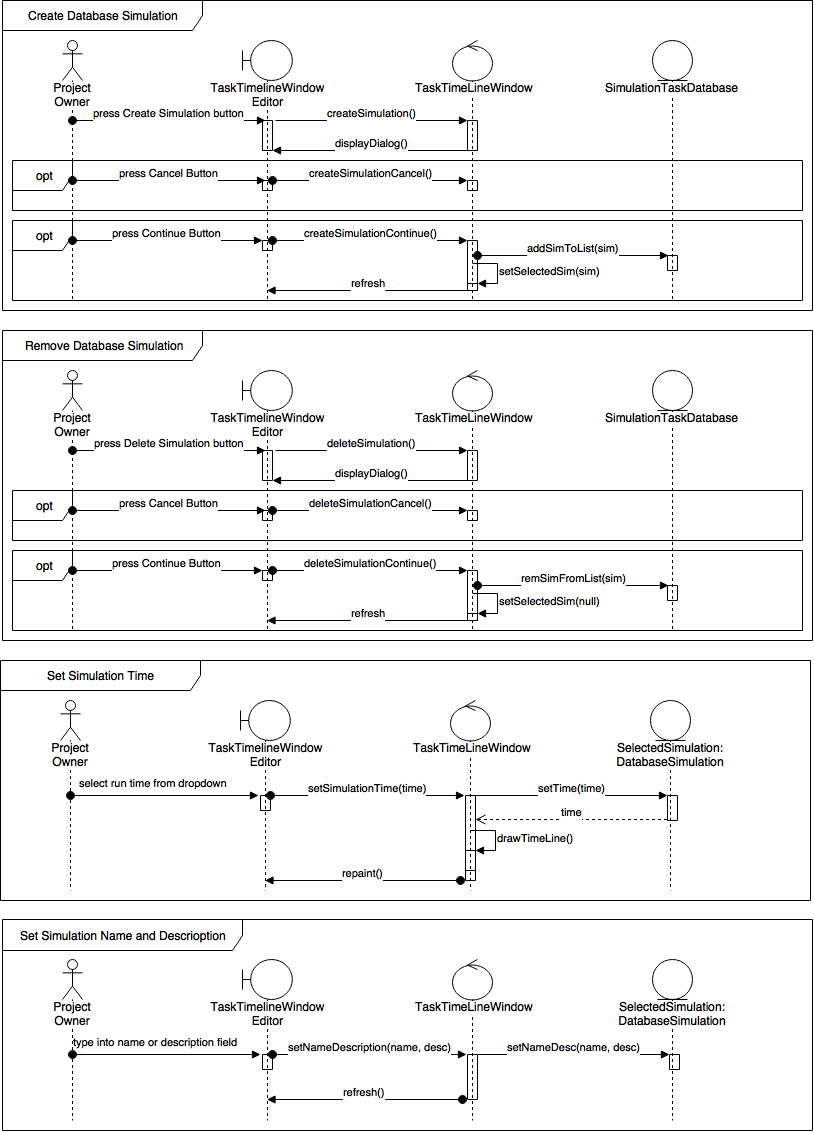 Create Database Simulation
Project
Owner
TaskTimelineWindow
Editor
TaskTimeLineWindow
SimulationTaskDatabase
press Create Simulation button
createSimulation()
displayDialog()
opt
press Cancel Button
createSimulationCancel()
opt
press Continue Button
createSimulationContinue()
addSimToList(sim)
setSelectedSim(sim)
refresh
Remove Database Simulation
Project
Owner
TaskTimelineWindow
Editor
TaskTimeLineWindow
SimulationTaskDatabase
press Delete Simulation button
deleteSimulation()
displayDialog()
opt
press Cancel Button
deleteSimulationCancel()
opt
press Continue Button
deleteSimulationContinue()
remSimFromList(sim)
setSelectedSim(null)
refresh
Set Simulation Time
Project
Owner
TaskTimelineWindow
Editor
TaskTimeLineWindow
SelectedSimulation:
DatabaseSimulation
select run time from dropdown
setSimulationTime(time)
setTime(time)
time
drawTimeLine()
repaint()
Set Simulation Name and Descrioption
Project
Owner
TaskTimelineWindow
Editor
TaskTimeLineWindow
SelectedSimulation:
DatabaseSimulation
type into name or description field
setNameDescription(name, desc)
setNameDesc(name, desc)
refresh()